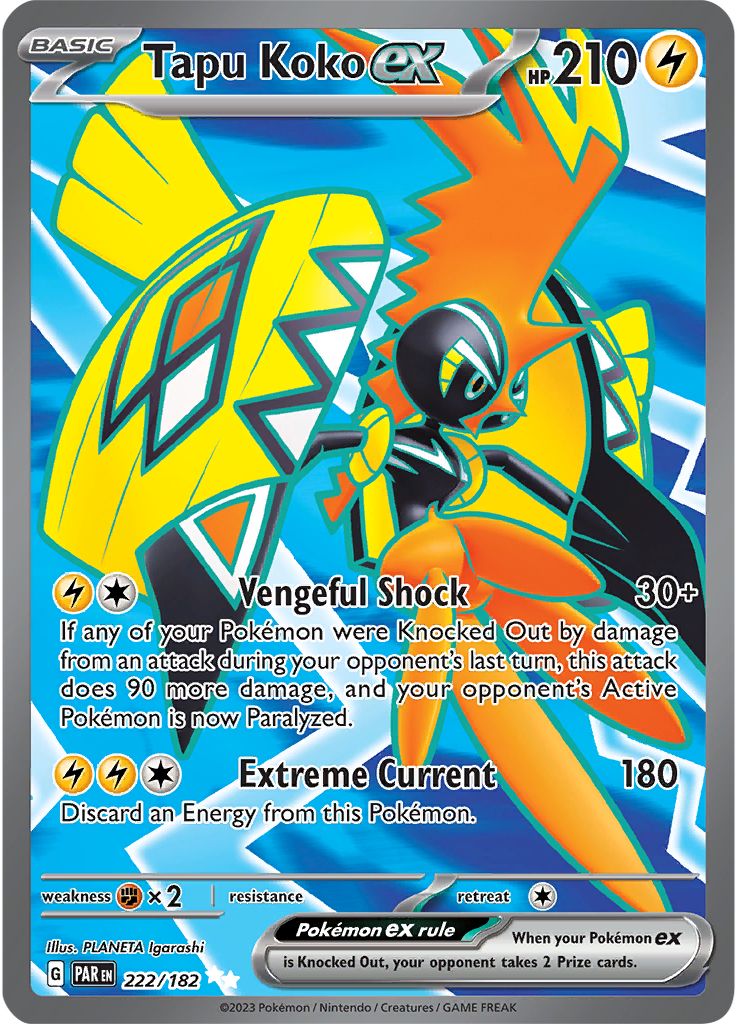 BASIC
Tapu Koko ex HP 210
Vengeful Shock 30+
If any of your Pokémon were Knocked Out by damage
from an attack during your opponent's last turn, this attack
does 90 more damage, and your opponent's Active
Pokémon is now Paralyzed.
Extreme Current 180
Discard an Energy from this Pokémon.
weakness ×2 resistance retreat
Pokémon ex rule When your Pokémon ex
is Knocked Out, your opponent takes 2 Prize cards.
Illus. PLANETA Igarashi
G PAR EN 222/182
©2023 Pokémon / Nintendo / Creatures / GAME FREAK